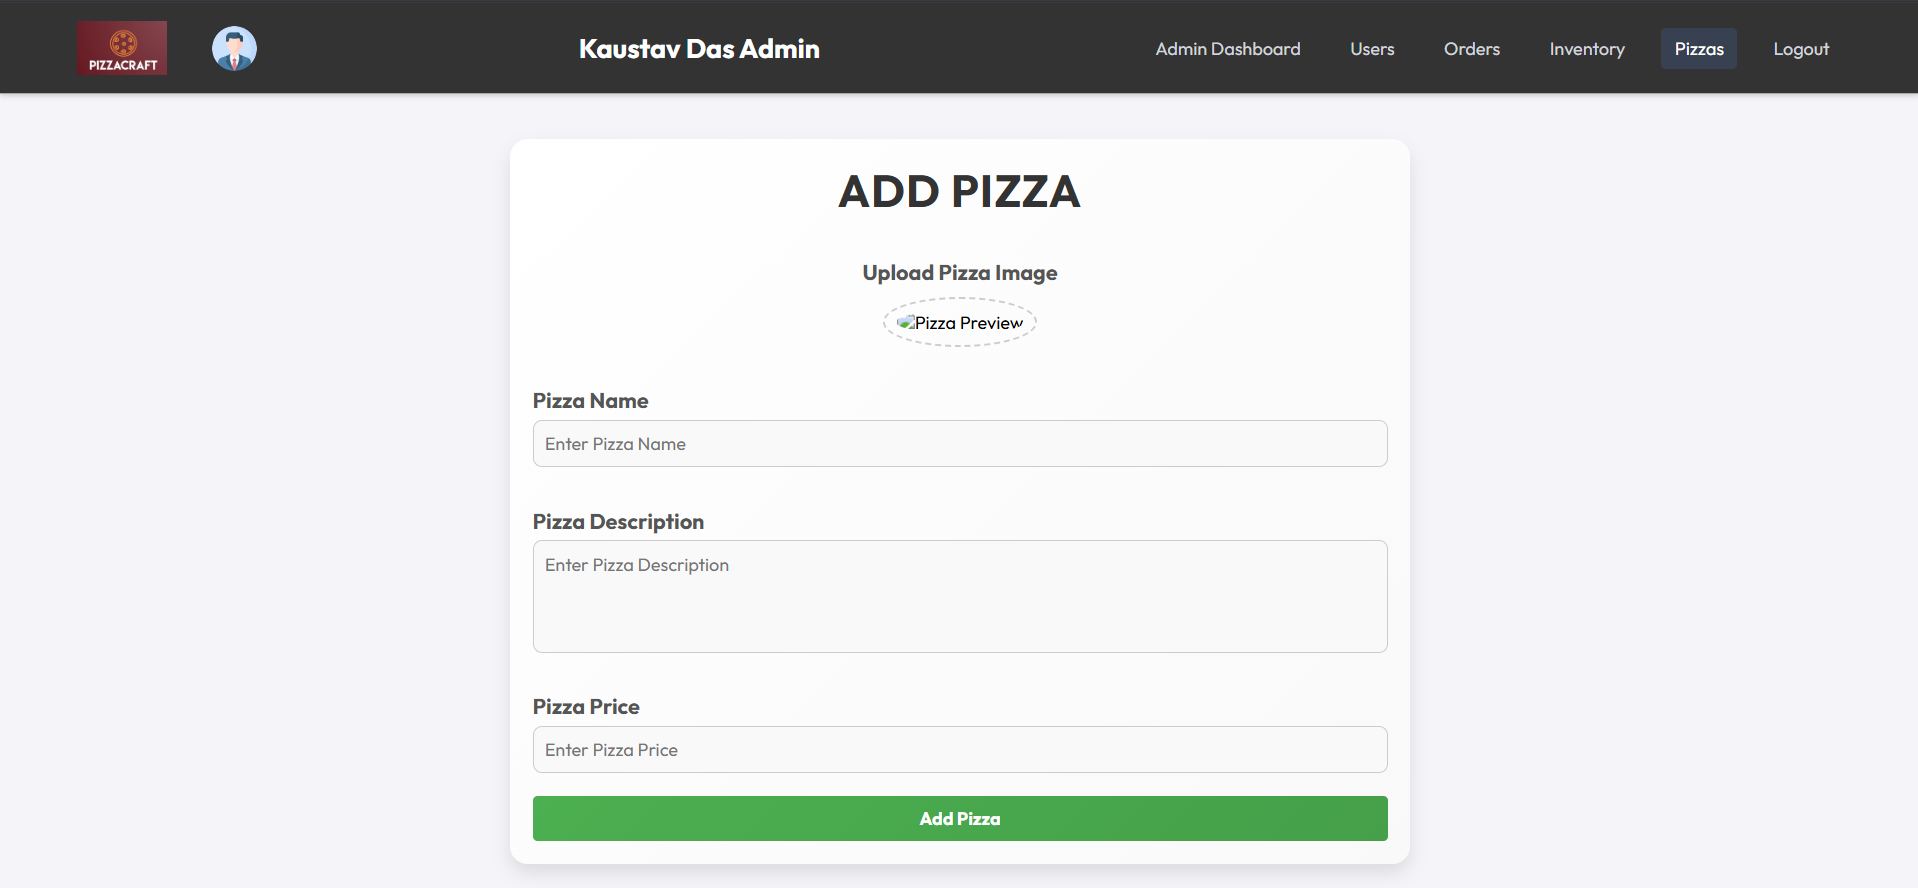 PIZZACRAFT
Kaustav Das Admin
Admin Dashboard
Users
Orders
Inventory
Pizzas
Logout
ADD PIZZA
Upload Pizza Image
Pizza Preview
Pizza Name
Enter Pizza Name
Pizza Description
Enter Pizza Description
Pizza Price
Enter Pizza Price
Add Pizza